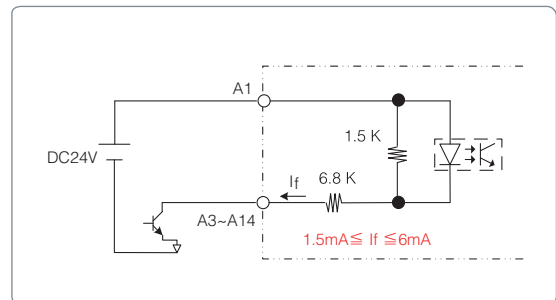 A1
1.5 K
DC24V
If
6.8 K
A3~A14
1.5mA≦ If ≦6mA